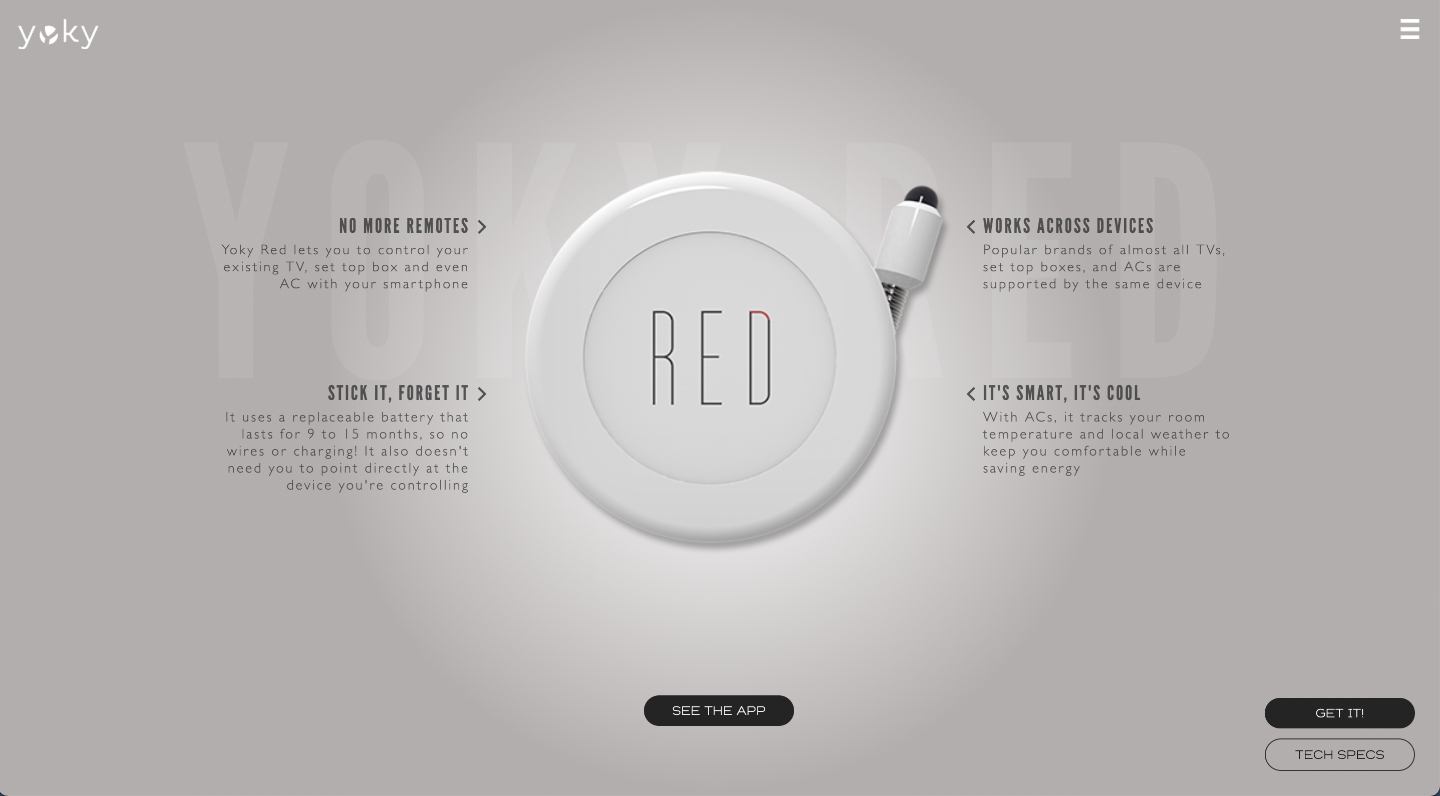 yoky
YOKY RED
NO MORE REMOTES
Yoky Red lets you to control your
existing TV, set top box and even
AC with your smartphone
STICK IT, FORGET IT
It uses a replaceable battery that
lasts for 9 to 15 months, so no
wires or charging! It also doesn't
need you to point directly at the
device you're controlling
RED
WORKS ACROSS DEVICES
Popular brands of almost all TVs,
set top boxes, and ACs are
supported by the same device
IT'S SMART, IT'S COOL
With ACs, it tracks your room
temperature and local weather to
keep you comfortable while
saving energy
SEE THE APP
GET IT!
TECH SPECS